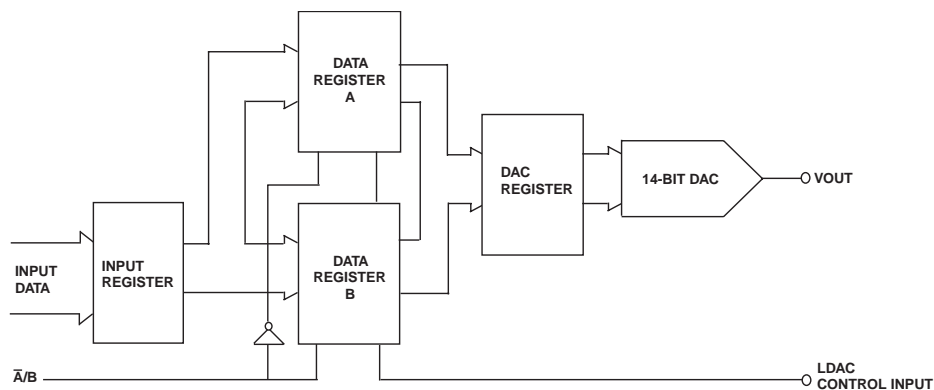 DATA
REGISTER
A
DAC
REGISTER
14-BIT DAC
VOUT
INPUT
DATA
INPUT
REGISTER
DATA
REGISTER
B
A̅/B
LDAC
CONTROL INPUT